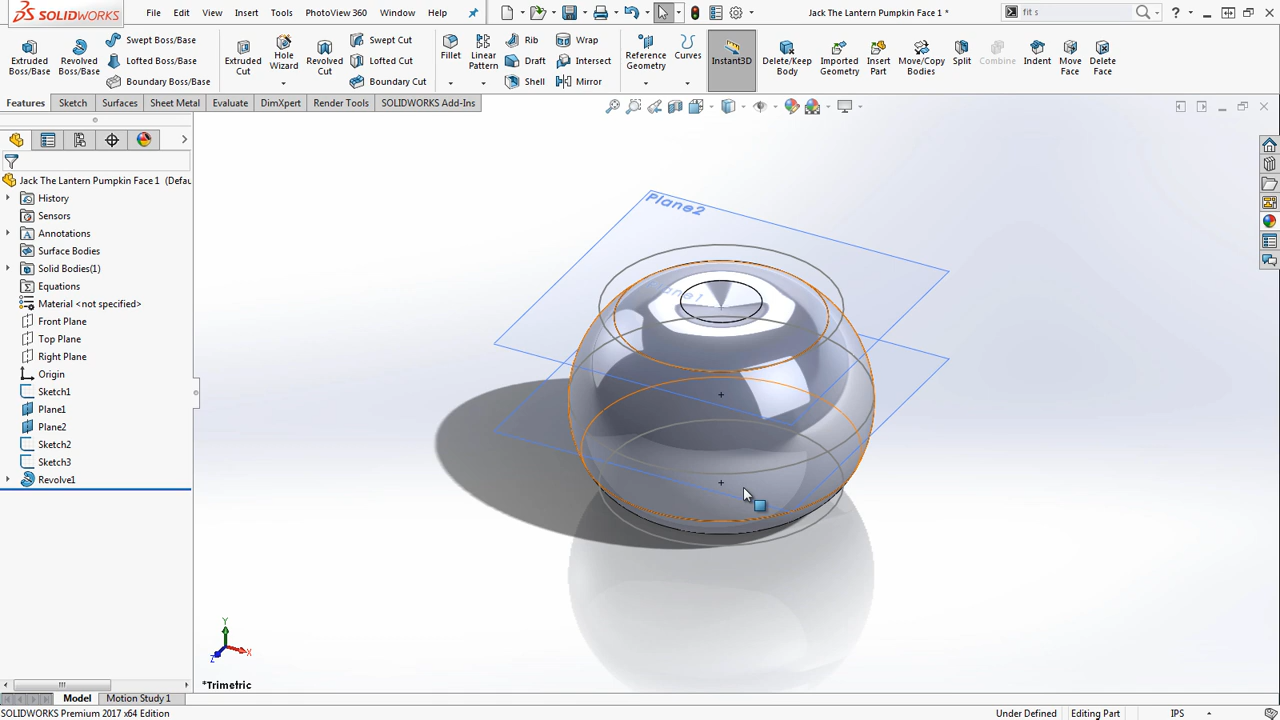 SOLIDWORKS File Edit View Insert Tools PhotoView 360 Window Help Jack The Lantern Pumpkin Face 1 * fit s
Extruded Boss/Base
Revolved Boss/Base
Swept Boss/Base
Lofted Boss/Base
Boundary Boss/Base
Extruded Cut
Hole Wizard
Revolved Cut
Swept Cut
Lofted Cut
Boundary Cut
Fillet
Linear Pattern
Rib
Draft
Shell
Wrap
Intersect
Mirror
Reference Geometry
Curves
Instant3D
Delete/Keep Body
Imported Geometry
Insert Part
Move/Copy Bodies
Split
Combine
Indent
Move Face
Delete Face
Features Sketch Surfaces Sheet Metal Evaluate DimXpert Render Tools SOLIDWORKS Add-Ins
Jack The Lantern Pumpkin Face 1 (Defau
History
Sensors
Annotations
Surface Bodies
Solid Bodies(1)
Equations
Material <not specified>
Front Plane
Top Plane
Right Plane
Origin
Sketch1
Plane1
Plane2
Sketch2
Sketch3
Revolve1
Plane2
Y
Z
X
*Trimetric
Model Motion Study 1
SOLIDWORKS Premium 2017 x64 Edition Under Defined Editing Part IPS